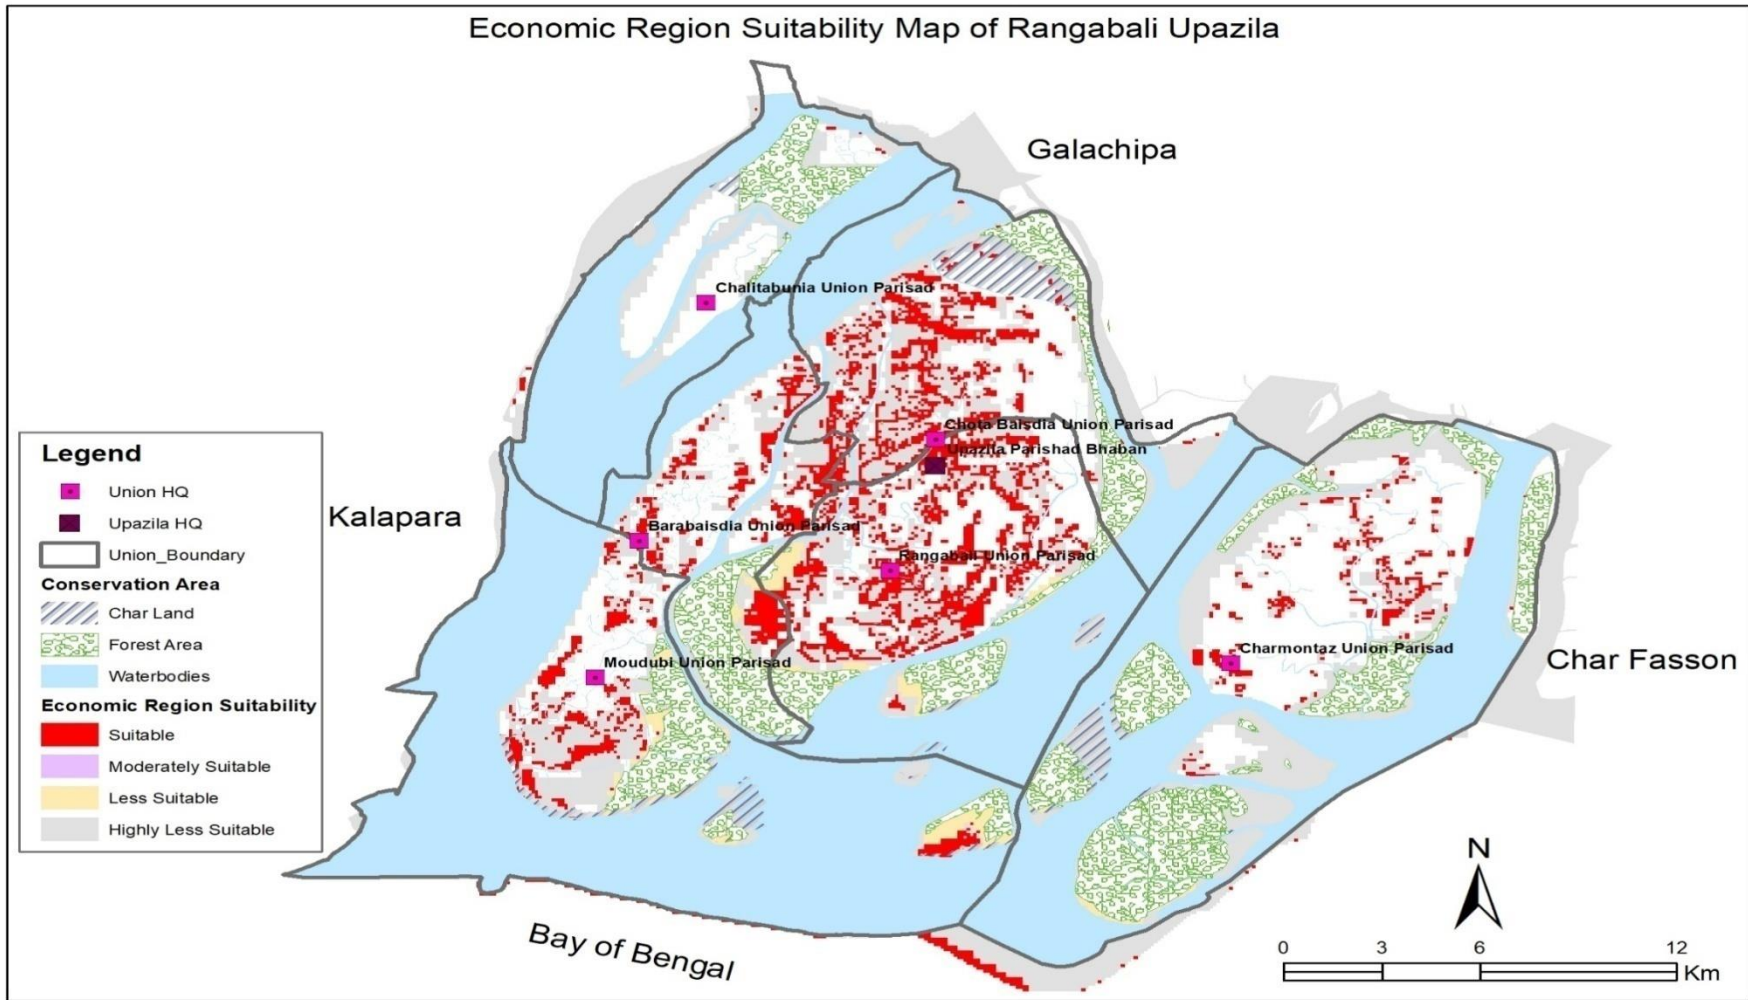 Economic Region Suitability Map of Rangabali Upazila
Galachipa
Chalitabunia Union Parisad
Chota Baisdia Union Parisad
Upazila Parishad Bhaban
Legend
Union HQ
Upazila HQ
Union_Boundary
Conservation Area
Char Land
Forest Area
Waterbodies
Economic Region Suitability
Suitable
Moderately Suitable
Less Suitable
Highly Less Suitable
Kalapara
Barabaisdia Union Parisad
Rangabali Union Parisad
Moudubi Union Parisad
Charmontaz Union Parisad
Char Fasson
Bay of Bengal
N
0 3 6 12
Km